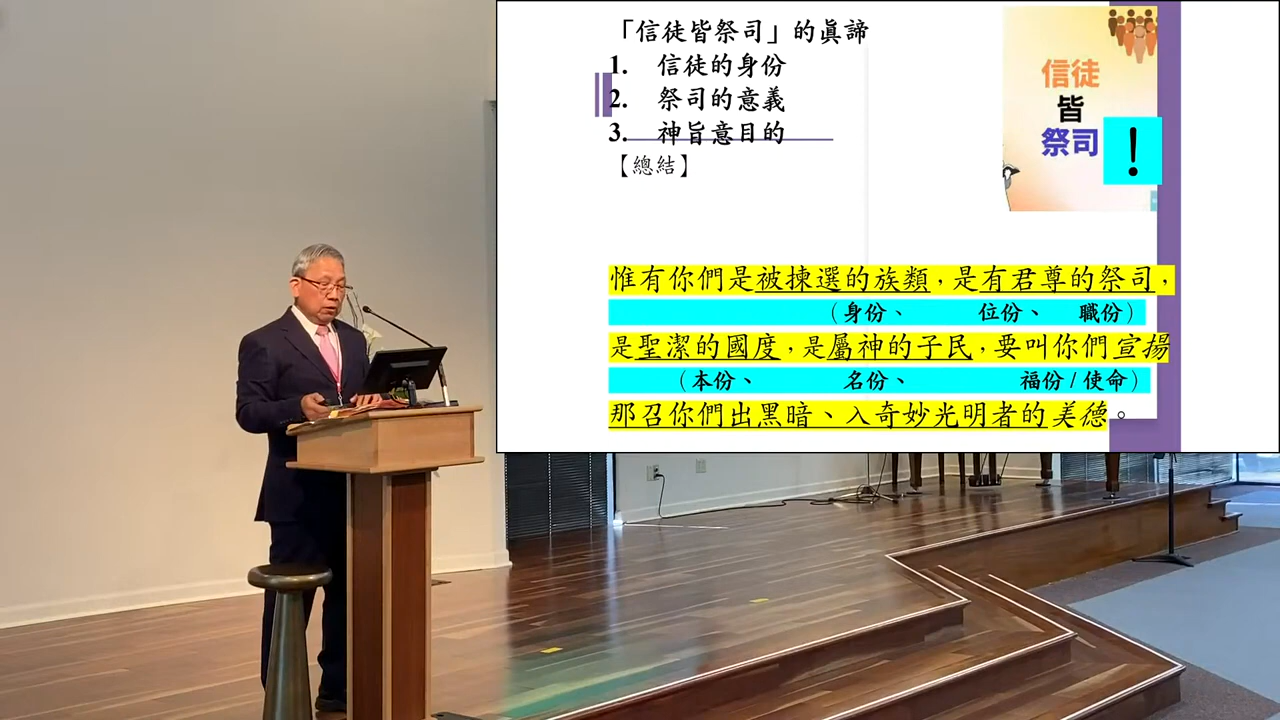 「信徒皆祭司」的真諦
1. 信徒的身份
2. 祭司的意義
3. 神旨意目的
【總結】
信徒
皆
祭司
!
惟有你們是被揀選的族類，是有君尊的祭司，
（身份、 位份、 職份）
是聖潔的國度，是屬神的子民，要叫你們宣揚
（本份、 名份、 福份 / 使命）
那召你們出黑暗、入奇妙光明者的美德。